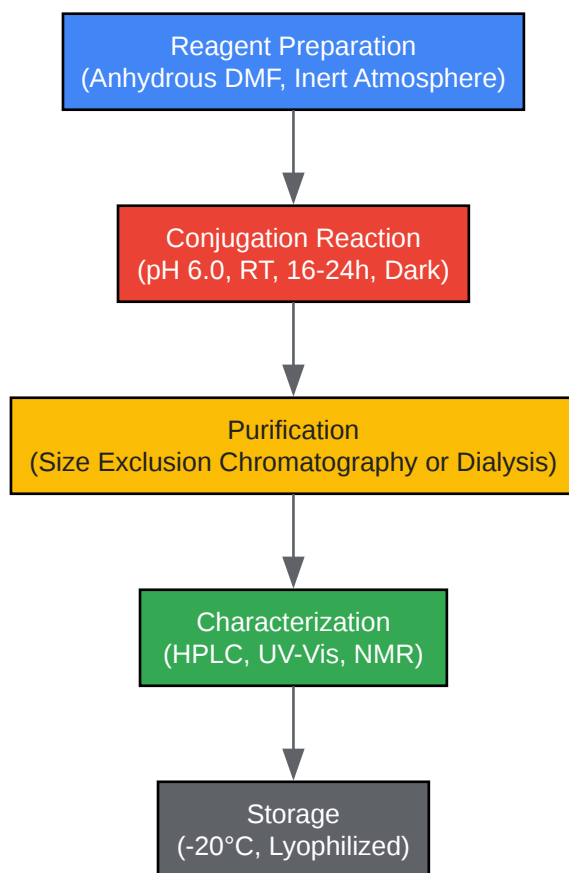 Reagent Preparation
(Anhydrous DMF, Inert Atmosphere)
Conjugation Reaction
(pH 6.0, RT, 16-24h, Dark)
Purification
(Size Exclusion Chromatography or Dialysis)
Characterization
(HPLC, UV-Vis, NMR)
Storage
(-20°C, Lyophilized)